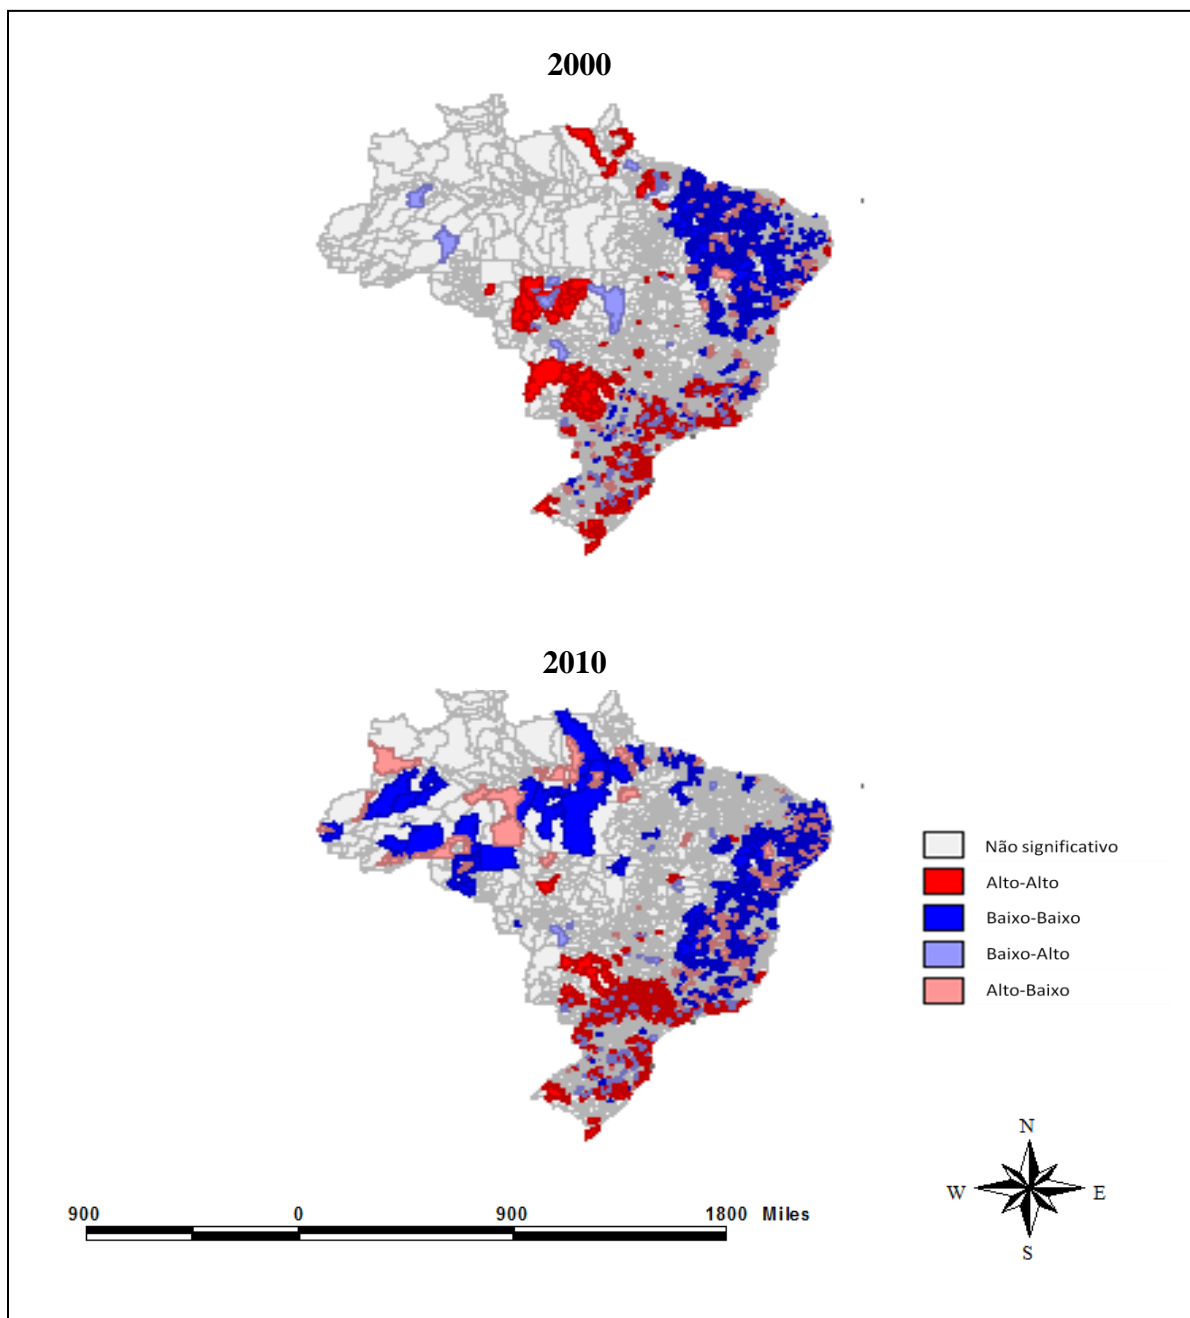 2000
2010
Não significativo
Alto-Alto
Baixo-Baixo
Baixo-Alto
Alto-Baixo
N
W E
S
900 0 900 1800 Miles